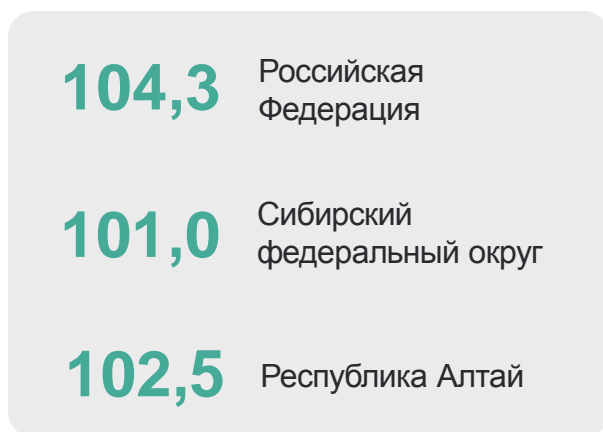 104,3 Российская
Федерация
101,0 Сибирский
федеральный округ
102,5 Республика Алтай